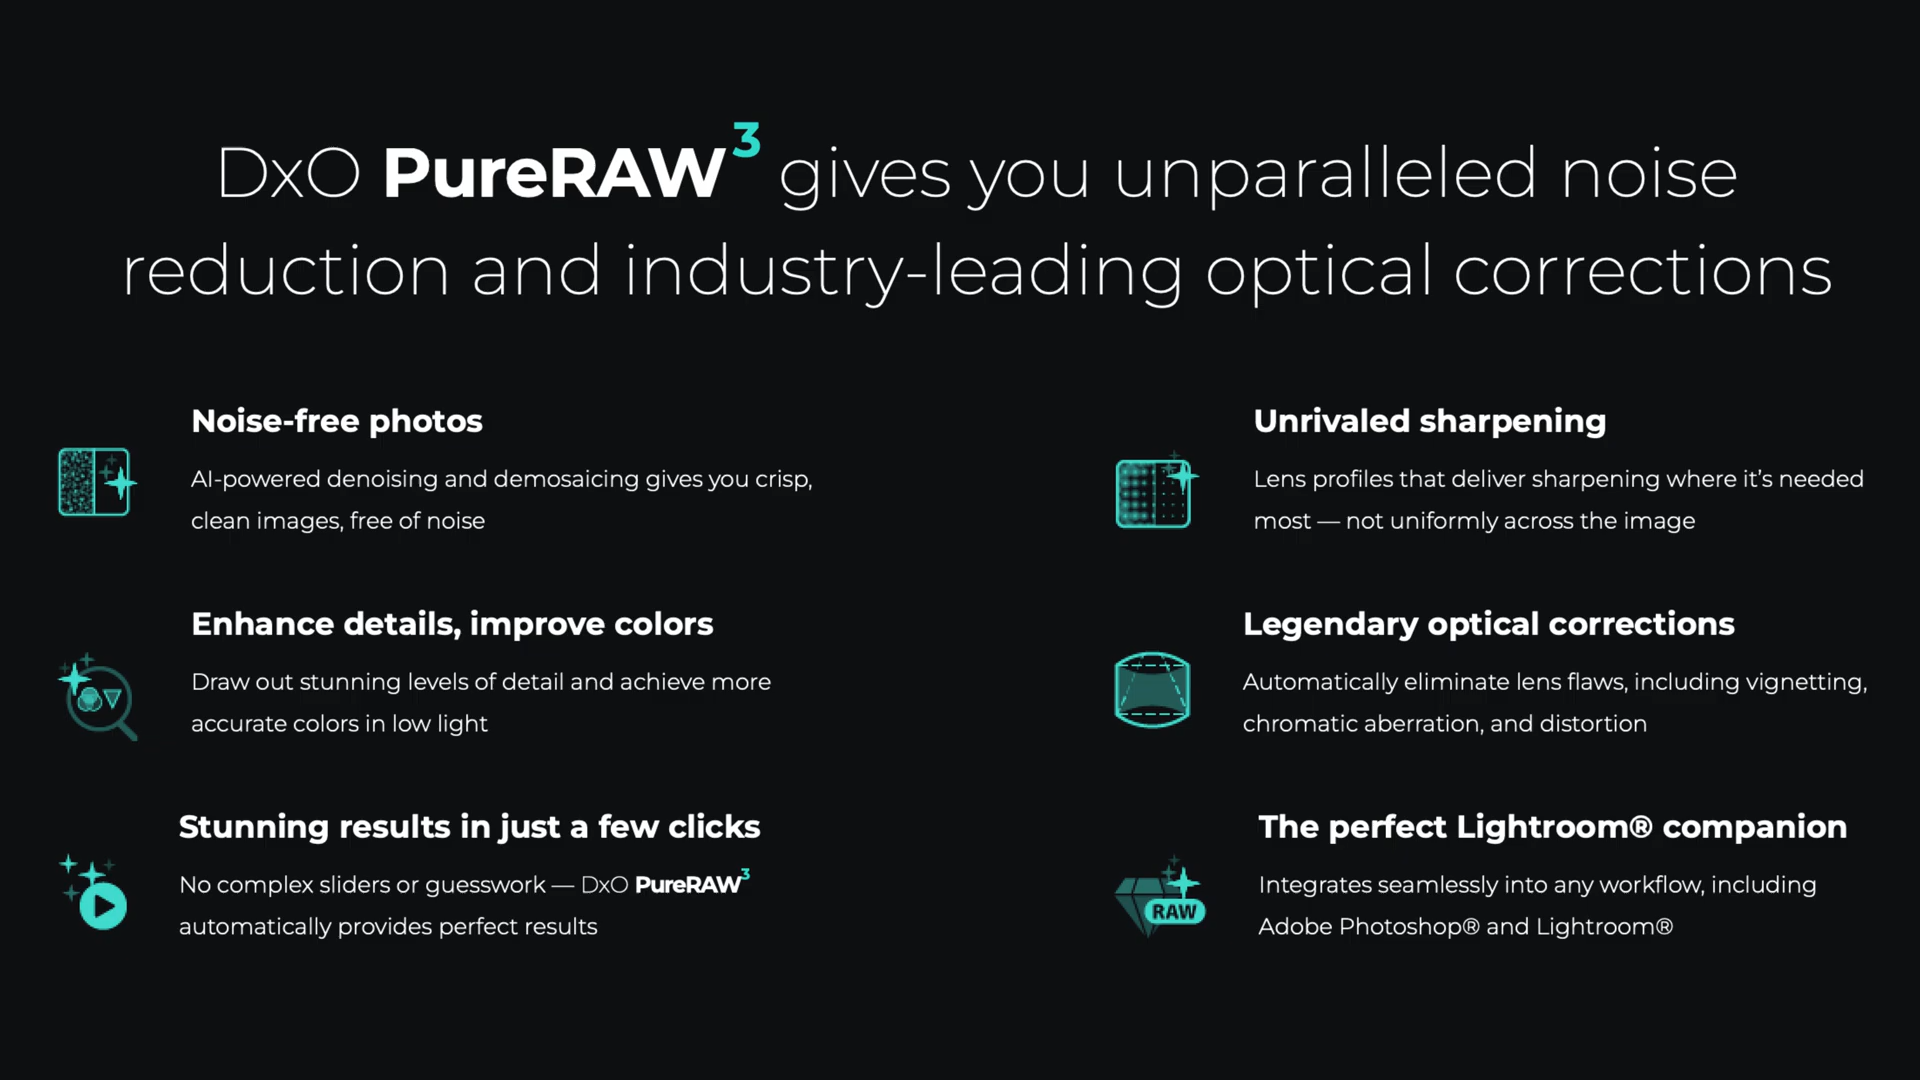 DxO PureRAW3 gives you unparalleled noise
reduction and industry-leading optical corrections
Noise-free photos
AI-powered denoising and demosaicing gives you crisp,
clean images, free of noise
Enhance details, improve colors
Draw out stunning levels of detail and achieve more
accurate colors in low light
Stunning results in just a few clicks
No complex sliders or guesswork — DxO PureRAW3
automatically provides perfect results
Unrivaled sharpening
Lens profiles that deliver sharpening where it’s needed
most — not uniformly across the image
Legendary optical corrections
Automatically eliminate lens flaws, including vignetting,
chromatic aberration, and distortion
RAW
The perfect Lightroom® companion
Integrates seamlessly into any workflow, including
Adobe Photoshop® and Lightroom®